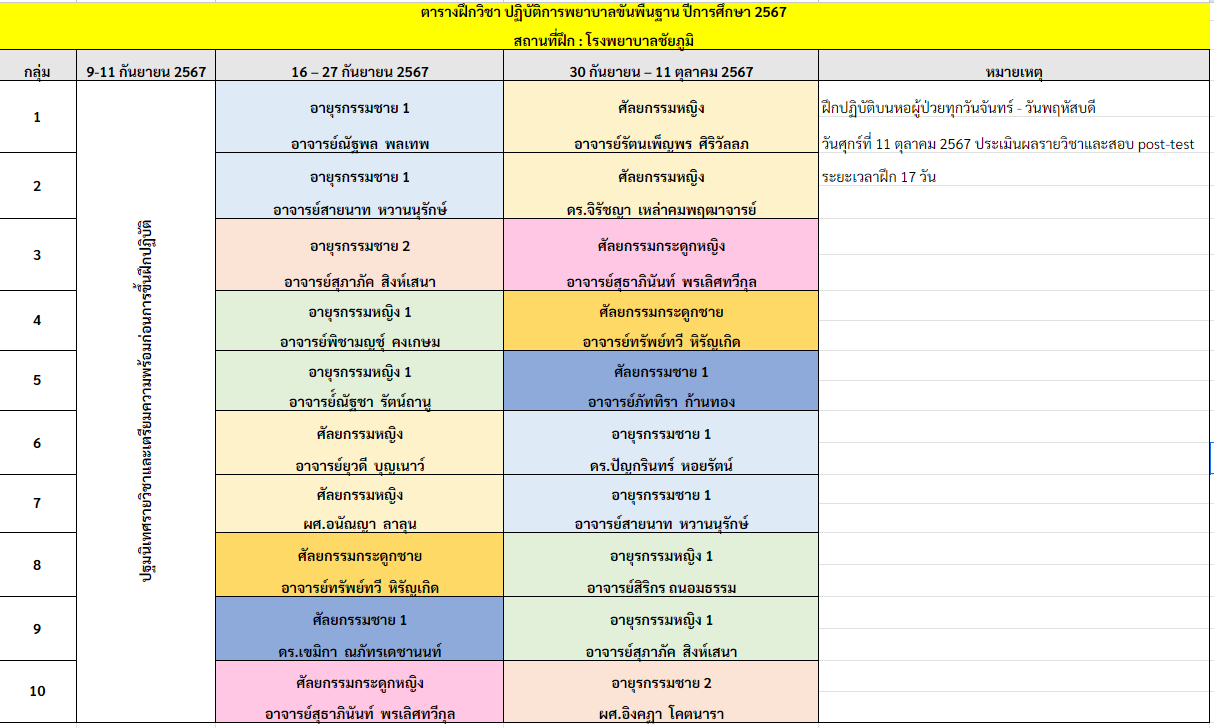 ตารางฝึกวิชา ปฏิบัติการพยาบาลขั้นพื้นฐาน ปีการศึกษา 2567
สถานที่ฝึก : โรงพยาบาลชัยภูมิ
กลุ่ม
9-11 กันยายน 2567
16 – 27 กันยายน 2567
30 กันยายน – 11 ตุลาคม 2567
หมายเหตุ
ปฐมนิเทศรายวิชาและเตรียมความพร้อมก่อนการขึ้นฝึกปฏิบัติ
1
อายุรกรรมชาย 1
อาจารย์ณัฐพล พลเทพ
ศัลยกรรมหญิง
อาจารย์รัตนเพ็ญพร ศิริวัลลภ
ฝึกปฏิบัติบนหอผู้ป่วยทุกวันจันทร์ - วันพฤหัสบดี
วันศุกร์ที่ 11 ตุลาคม 2567 ประเมินผลรายวิชาและสอบ post-test
2
อายุรกรรมชาย 1
อาจารย์สายนาท หวานนุรักษ์
ศัลยกรรมหญิง
ดร.จิรัชญา เหล่าคมพฤฒาจารย์
ระยะเวลาฝึก 17 วัน
3
อายุรกรรมชาย 2
อาจารย์สุภาภัค สิงห์เสนา
ศัลยกรรมกระดูกหญิง
อาจารย์สุธาภินันท์ พรเลิศทวีกุล
4
อายุรกรรมหญิง 1
อาจารย์พิชามญชุ์ คงเกษม
ศัลยกรรมกระดูกชาย
อาจารย์ทรัพย์ทวี หิรัญเกิด
5
อายุรกรรมหญิง 1
อาจารย์ณัฐชา รัตน์ถานู
ศัลยกรรมชาย 1
อาจารย์ภัททิรา ก้านทอง
6
ศัลยกรรมหญิง
อาจารย์ยุวดี บุญเนาว์
อายุรกรรมชาย 1
ดร.ปัญกรินทร์ หอยรัตน์
7
ศัลยกรรมหญิง
ผศ.อนัณญา ลาลุน
อายุรกรรมชาย 1
อาจารย์สายนาท หวานนุรักษ์
8
ศัลยกรรมกระดูกชาย
อาจารย์ทรัพย์ทวี หิรัญเกิด
อายุรกรรมหญิง 1
อาจารย์สิริกร ถนอมธรรม
9
ศัลยกรรมชาย 1
ดร.เขมิกา ณภัทรเดชานนท์
อายุรกรรมหญิง 1
อาจารย์สุภาภัค สิงห์เสนา
10
ศัลยกรรมกระดูกหญิง
อาจารย์สุธาภินันท์ พรเลิศทวีกุล
อายุรกรรมชาย 2
ผศ.อิงคฏา โคตนารา